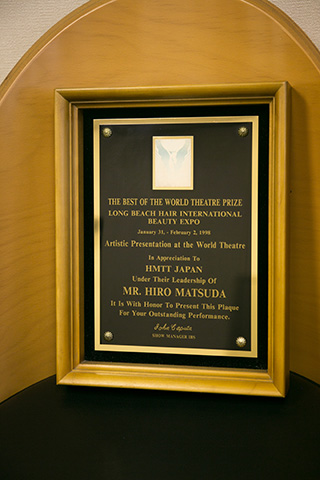 THE BEST OF THE WORLD THEATRE PRIZE
LONG BEACH HAIR INTERNATIONAL
BEAUTY EXPO
January 31, - February 2, 1998
Artistic Presentation at the World Theatre
In Appreciation To
HMTT JAPAN
Under Their Leadership Of
MR. HIRO MATSUDA
It Is With Honor To Present This Plaque
For Your Outstanding Performance.
SHOW MANAGER